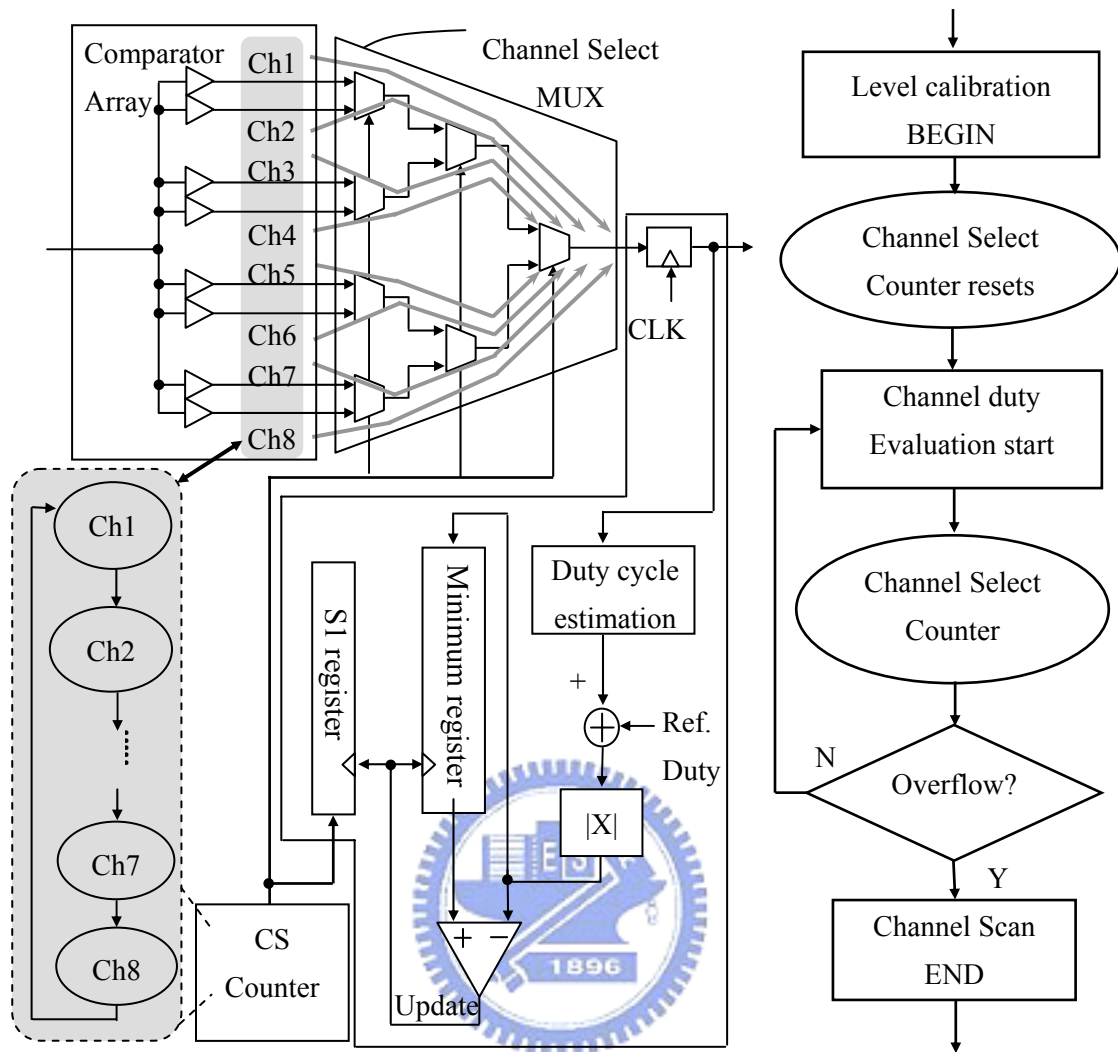 Comparator
Array
Ch1
Ch2
Ch3
Ch4
Ch5
Ch6
Ch7
Ch8
Channel Select
MUX
CLK
Ch1
Ch2
......
Ch7
Ch8
CS
Counter
S1 register
Minimum register
Duty cycle
estimation
+
+
Ref.
Duty
|X|
+ −
Update
ES
1896
Level calibration
BEGIN
Channel Select
Counter resets
Channel duty
Evaluation start
Channel Select
Counter
Overflow?
N
Y
Channel Scan
END